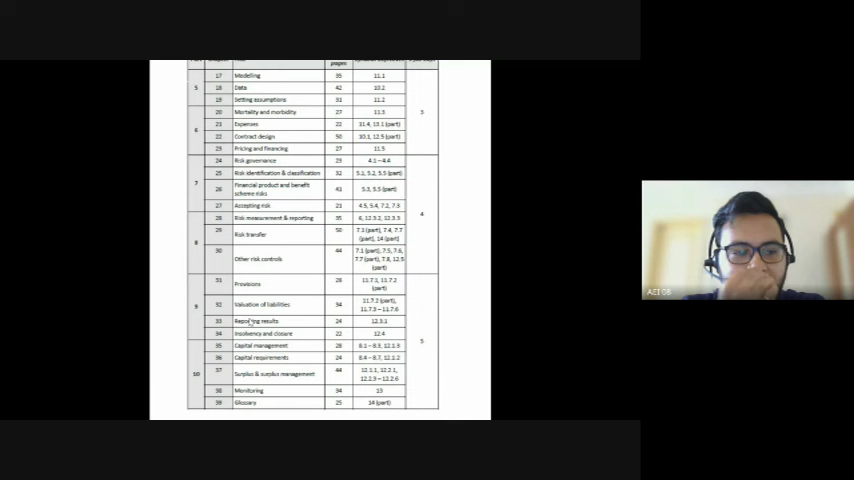 pages
17 Modelling 35 11.1
5 18 Data 42 10.2
19 Setting assumptions 31 11.2
3
20 Mortality and morbidity 27 11.3
6 21 Expenses 22 11.4, 13.1 (part)
22 Contract design 50 10.1, 12.5 (part)
23 Pricing and financing 27 11.5
24 Risk governance 23 4.1 – 4.4
7 25 Risk identification & classification 32 5.1, 5.2, 5.5 (part)
26 Financial product and benefit
scheme risks 41 5.3, 5.5 (part)
27 Accepting risk 21 4.5, 5.4, 7.2, 7.3
4
28 Risk measurement & reporting 35 6, 12.3.2, 12.3.3
8 29 Risk transfer 50 7.1 (part), 7.4, 7.7
(part), 14 (part)
30 Other risk controls 44 7.1 (part), 7.5, 7.6,
7.7 (part), 7.8, 12.5
(part)
31 Provisions 28 11.7.1, 11.7.2
(part)
9 32 Valuation of liabilities 34 11.7.2 (part),
11.7.3 – 11.7.6
33 Reporting results 24 12.3.1
34 Insolvency and closure 22 12.4
5
35 Capital management 28 8.1 – 8.3, 12.1.3
36 Capital requirements 24 8.4 – 8.7, 12.1.2
10 37 Surplus & surplus management 44 12.1.1, 12.2.1,
12.2.3 – 12.2.6
38 Monitoring 34 13
39 Glossary 25 14 (part)
AEI 08